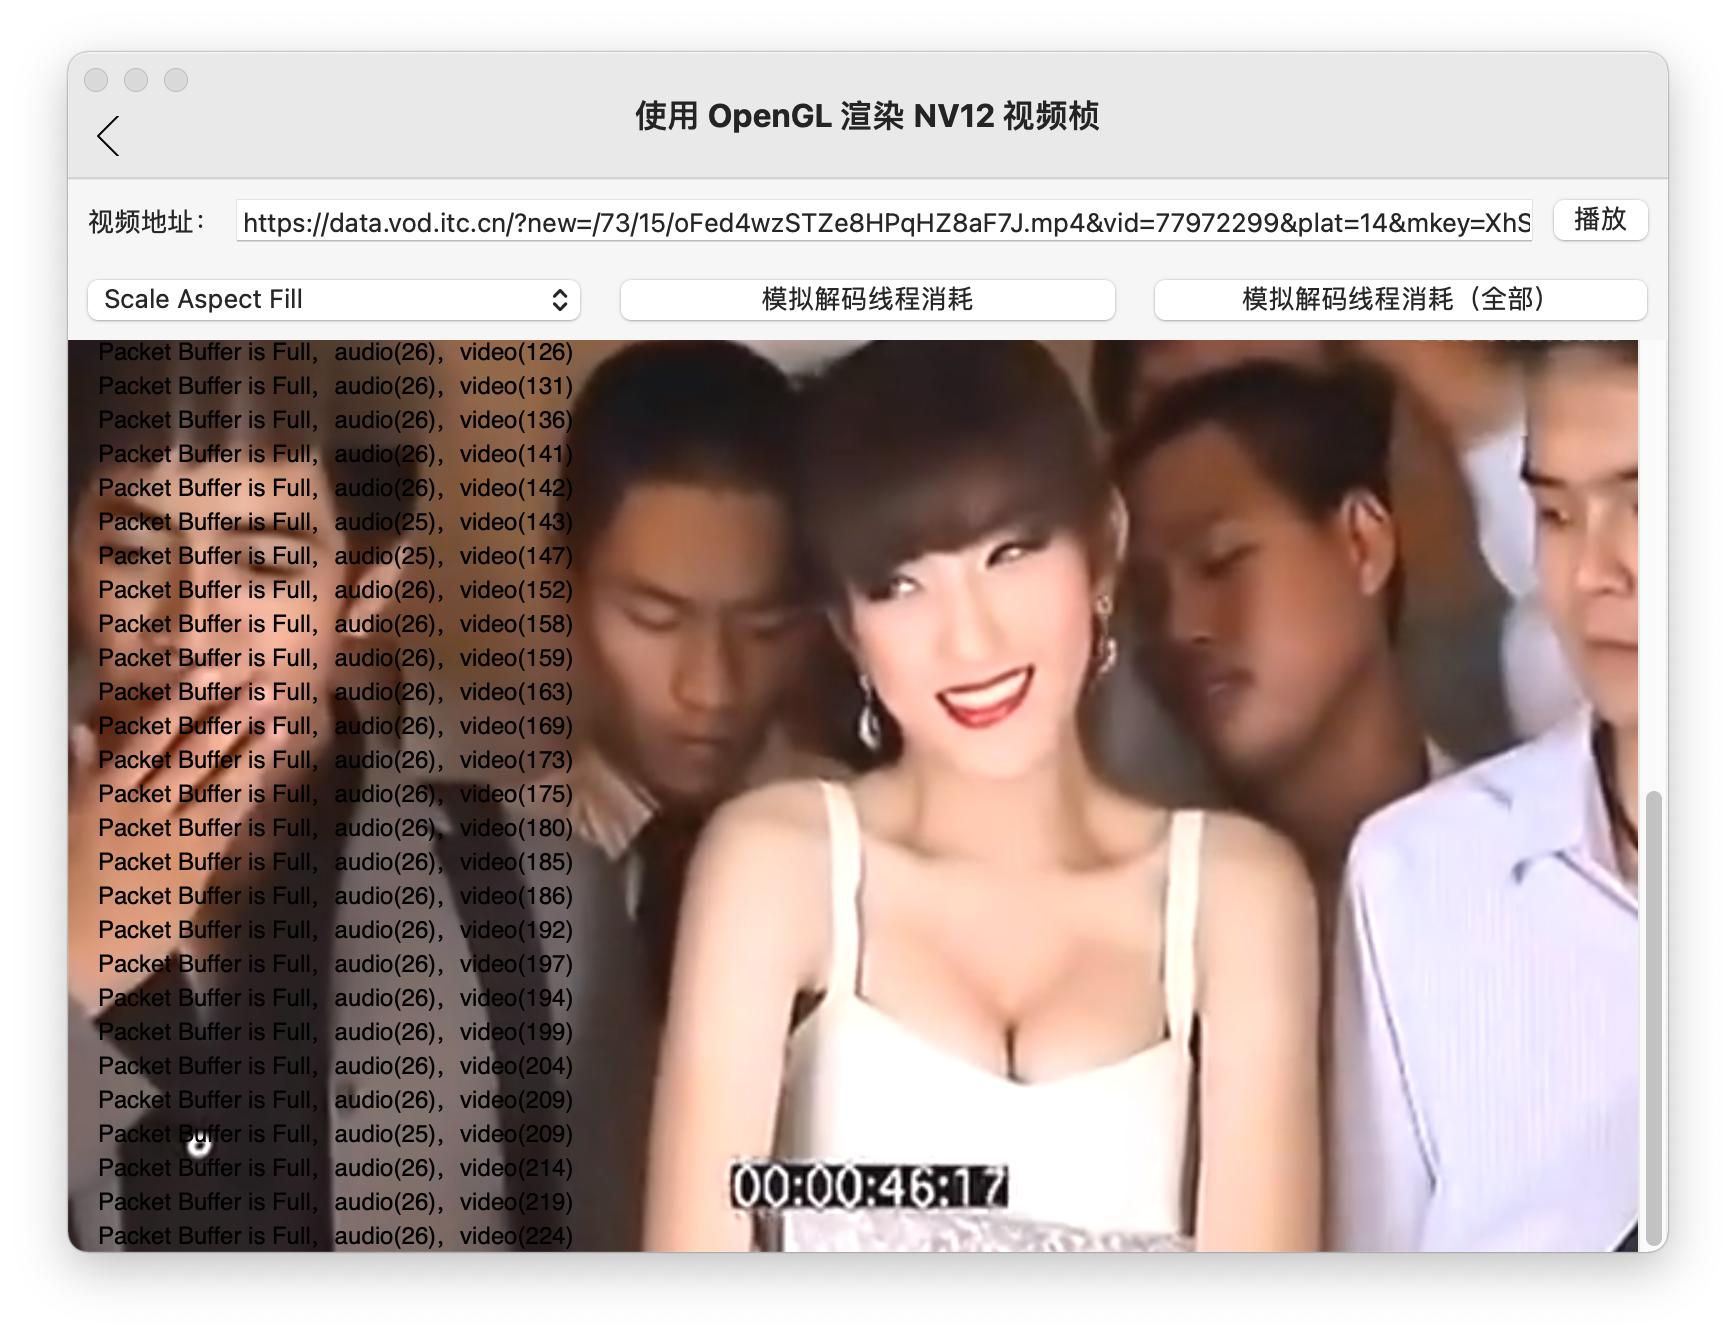 使用 OpenGL 渲染 NV12 视频桢
视频地址： https://data.vod.itc.cn/?new=/73/15/oFed4wzSTZe8HPqHZ8aF7J.mp4&vid=77972299&plat=14&mkey=XhS 播放
Scale Aspect Fill 模拟解码线程消耗 模拟解码线程消耗（全部）
Packet Buffer is Full，audio(26)，video(126)
Packet Buffer is Full，audio(26)，video(131)
Packet Buffer is Full，audio(26)，video(136)
Packet Buffer is Full，audio(26)，video(141)
Packet Buffer is Full，audio(26)，video(142)
Packet Buffer is Full，audio(25)，video(143)
Packet Buffer is Full，audio(25)，video(147)
Packet Buffer is Full，audio(26)，video(152)
Packet Buffer is Full，audio(26)，video(158)
Packet Buffer is Full，audio(26)，video(159)
Packet Buffer is Full，audio(26)，video(163)
Packet Buffer is Full，audio(26)，video(169)
Packet Buffer is Full，audio(26)，video(173)
Packet Buffer is Full，audio(26)，video(175)
Packet Buffer is Full，audio(26)，video(180)
Packet Buffer is Full，audio(26)，video(185)
Packet Buffer is Full，audio(26)，video(186)
Packet Buffer is Full，audio(26)，video(192)
Packet Buffer is Full，audio(26)，video(197)
Packet Buffer is Full，audio(26)，video(194)
Packet Buffer is Full，audio(26)，video(199)
Packet Buffer is Full，audio(26)，video(204)
Packet Buffer is Full，audio(26)，video(209)
Packet Buffer is Full，audio(25)，video(209)
Packet Buffer is Full，audio(26)，video(214)
Packet Buffer is Full，audio(26)，video(219)
Packet Buffer is Full，audio(26)，video(224)
00:00:46:17